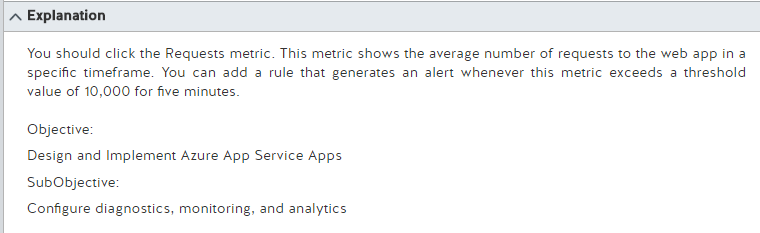 Explanation
You should click the Requests metric. This metric shows the average number of requests to the web app in a
specific timeframe. You can add a rule that generates an alert whenever this metric exceeds a threshold
value of 10,000 for five minutes.
Objective:
Design and Implement Azure App Service Apps
SubObjective:
Configure diagnostics, monitoring, and analytics